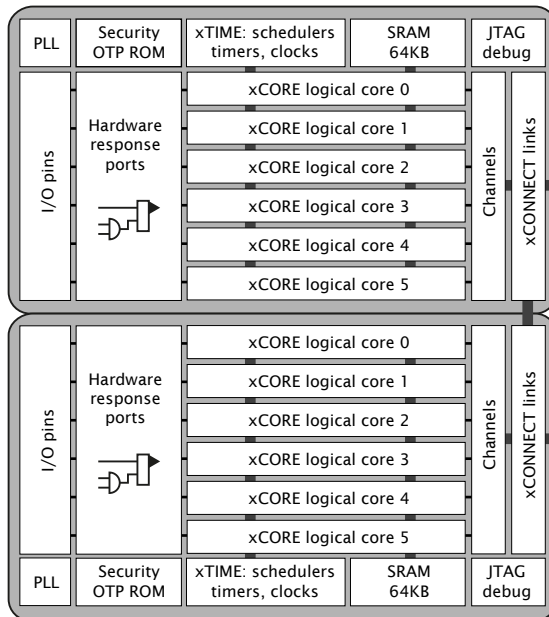 PLL
Security
OTP ROM
xTIME: schedulers
timers, clocks
SRAM
64KB
JTAG
debug
I/O pins
Hardware
response
ports
xCORE logical core 0
xCORE logical core 1
xCORE logical core 2
xCORE logical core 3
xCORE logical core 4
xCORE logical core 5
Channels
xCONNECT links
I/O pins
Hardware
response
ports
xCORE logical core 0
xCORE logical core 1
xCORE logical core 2
xCORE logical core 3
xCORE logical core 4
xCORE logical core 5
Channels
xCONNECT links
PLL
Security
OTP ROM
xTIME: schedulers
timers, clocks
SRAM
64KB
JTAG
debug